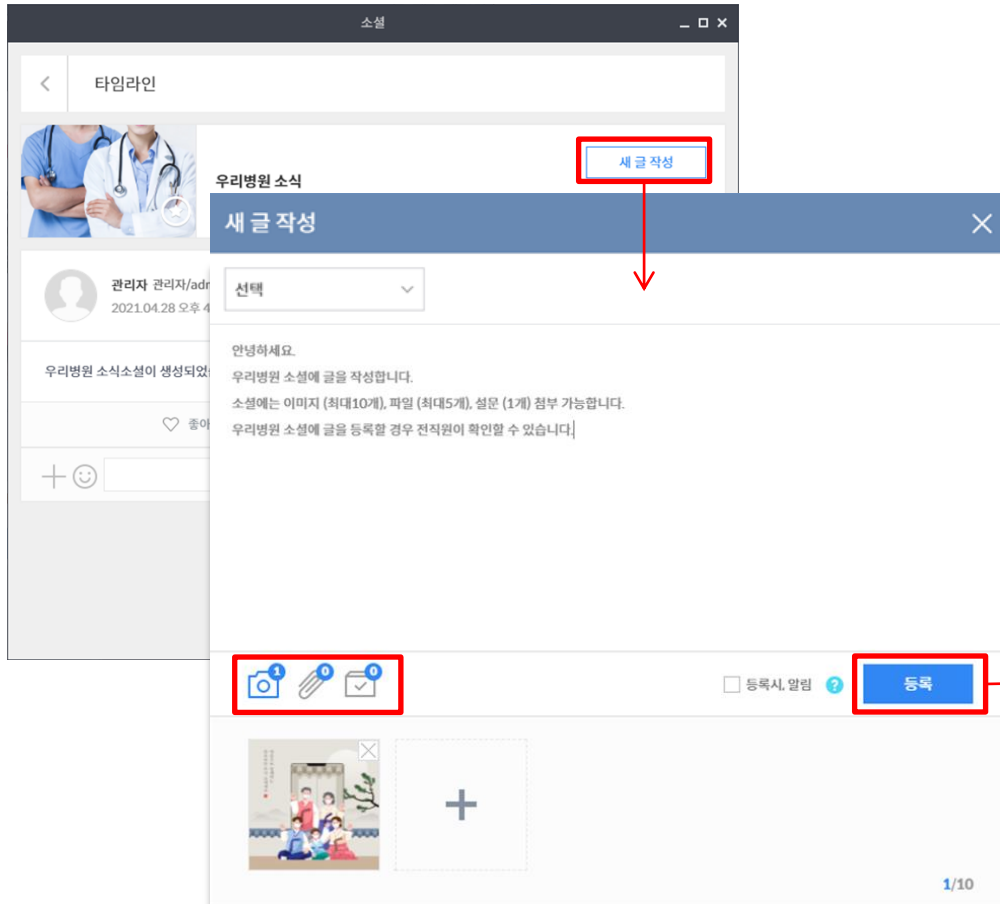 소셜
타임라인
새 글 작성
우리병원 소식
새 글 작성
관리자 관리자/adr
2021.04.28 오후 4
선택
우리병원 소식소셜이 생성되었
안녕하세요.
우리병원 소셜에 글을 작성합니다.
소셜에는 이미지 (최대10개), 파일 (최대5개), 설문 (1개) 첨부 가능합니다.
우리병원 소셜에 글을 등록할 경우 전직원이 확인할 수 있습니다.
좋아
1 0 0
등록시, 알림 ?
등록
1/10